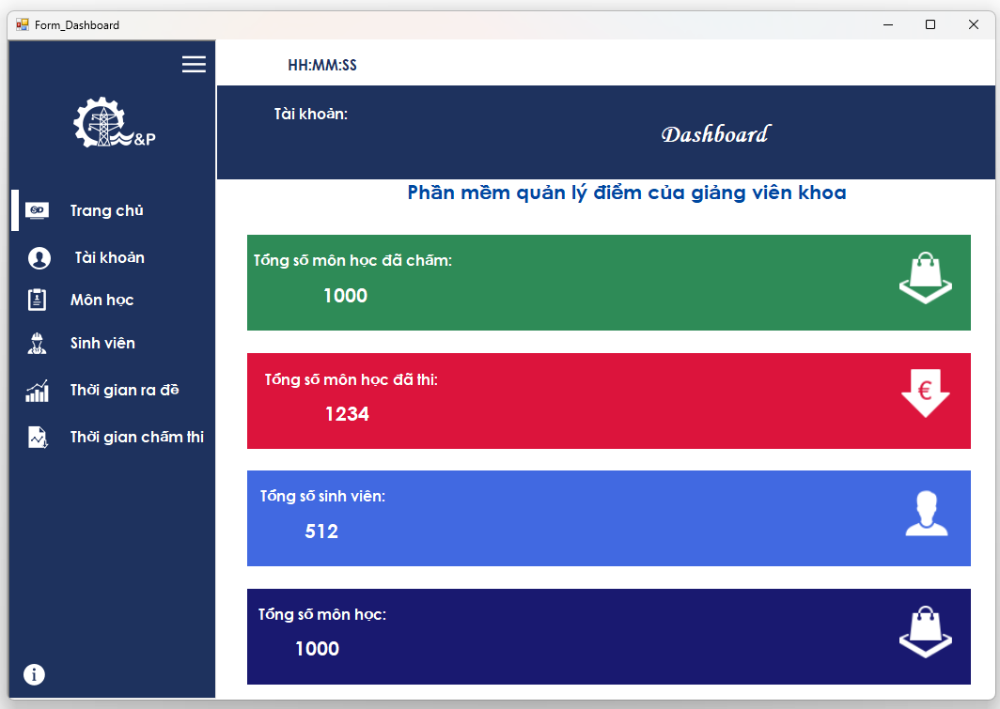 Form_Dashboard
HH:MM:SS
&P
Tài khoản:
Dashboard
Phần mềm quản lý điểm của giảng viên khoa
Trang chủ
Tài khoản
Môn học
Sinh viên
Thời gian ra đề
Thời gian chấm thi
Tổng số môn học đã chấm:
1000
Tổng số môn học đã thi:
1234
€
Tổng số sinh viên:
512
Tổng số môn học:
1000